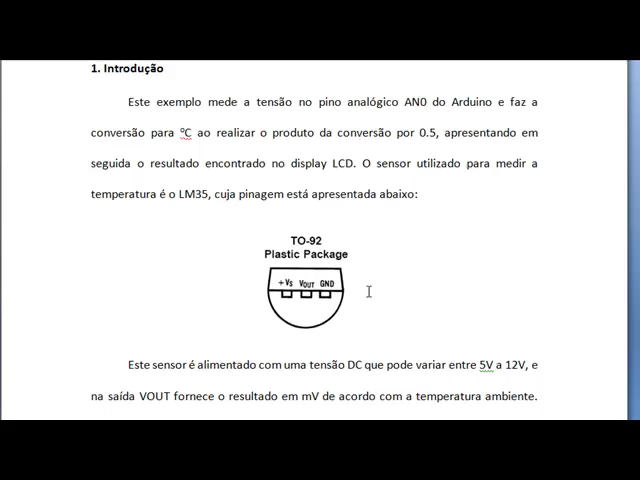 1. Introdução
Este exemplo mede a tensão no pino analógico AN0 do Arduino e faz a
conversão para ºC ao realizar o produto da conversão por 0.5, apresentando em
seguida o resultado encontrado no display LCD. O sensor utilizado para medir a
temperatura é o LM35, cuja pinagem está apresentada abaixo:
TO-92
Plastic Package
+VS VOUT GND
Este sensor é alimentado com uma tensão DC que pode variar entre 5V a 12V, e
na saída VOUT fornece o resultado em mV de acordo com a temperatura ambiente.